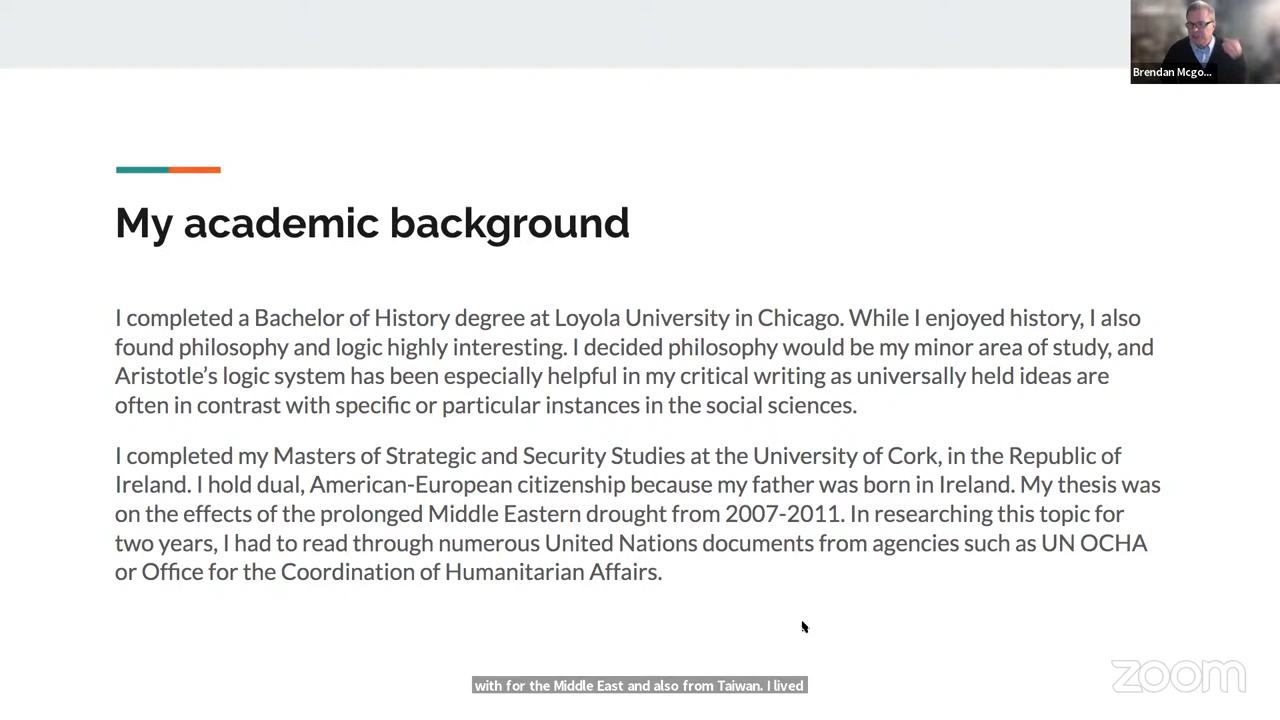 Brendan Mcgo...
My academic background
I completed a Bachelor of History degree at Loyola University in Chicago. While I enjoyed history, I also
found philosophy and logic highly interesting. I decided philosophy would be my minor area of study, and
Aristotle’s logic system has been especially helpful in my critical writing as universally held ideas are
often in contrast with specific or particular instances in the social sciences.
I completed my Masters of Strategic and Security Studies at the University of Cork, in the Republic of
Ireland. I hold dual, American-European citizenship because my father was born in Ireland. My thesis was
on the effects of the prolonged Middle Eastern drought from 2007-2011. In researching this topic for
two years, I had to read through numerous United Nations documents from agencies such as UN OCHA
or Office for the Coordination of Humanitarian Affairs.
with for the Middle East and also from Taiwan. I lived
zoom